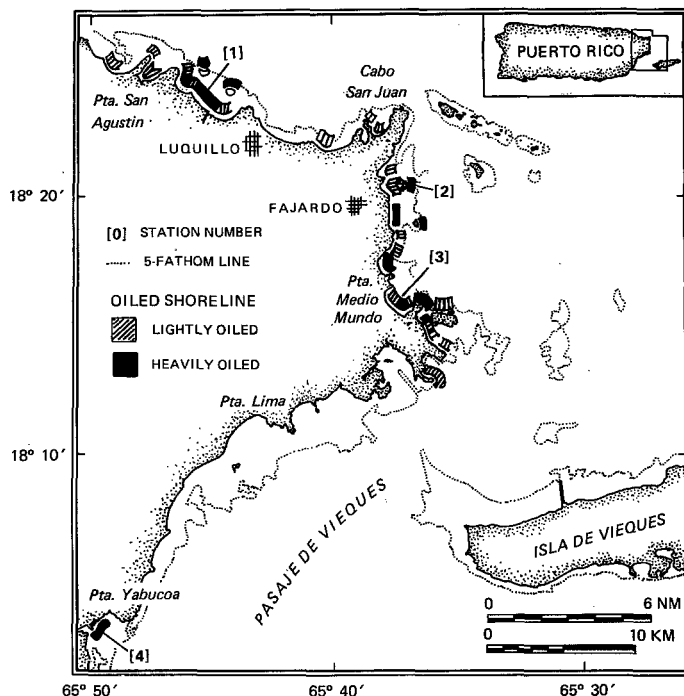 PUERTO RICO
[1]
Cabo
San Juan
Pta. San
Agustin
LUQUILLO
18° 20'
[2]
FAJARDO
[0] STATION NUMBER
5-FATHOM LINE
[3]
Pta.
Medio
Mundo
OILED SHORELINE
LIGHTLY OILED
HEAVILY OILED
Pta. Lima
18° 10'
PASAJE DE VIEQUES
ISLA DE VIEQUES
Pta. Yabucoa
[4]
0 6 NM
0 10 KM
65° 50' 65° 40' 65° 30'